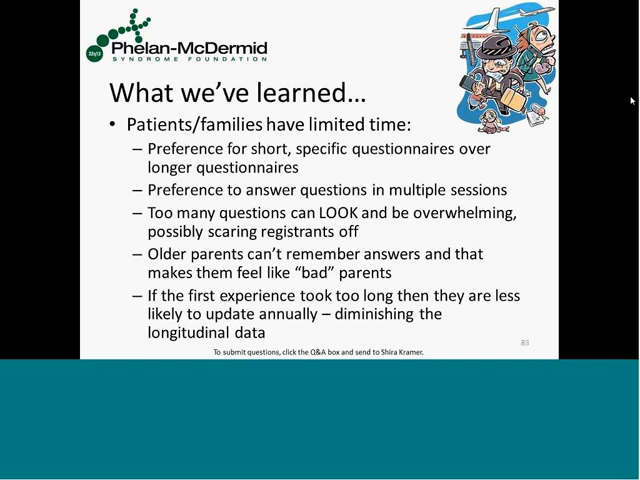 22q13
Phelan-McDermid
SYNDROME FOUNDATION
What we've learned...
• Patients/families have limited time:
– Preference for short, specific questionnaires over
longer questionnaires
– Preference to answer questions in multiple sessions
– Too many questions can LOOK and be overwhelming,
possibly scaring registrants off
– Older parents can't remember answers and that
makes them feel like "bad" parents
– If the first experience took too long then they are less
likely to update annually – diminishing the
longitudinal data
83
To submit questions, click the Q&A box and send to Shira Kramer.